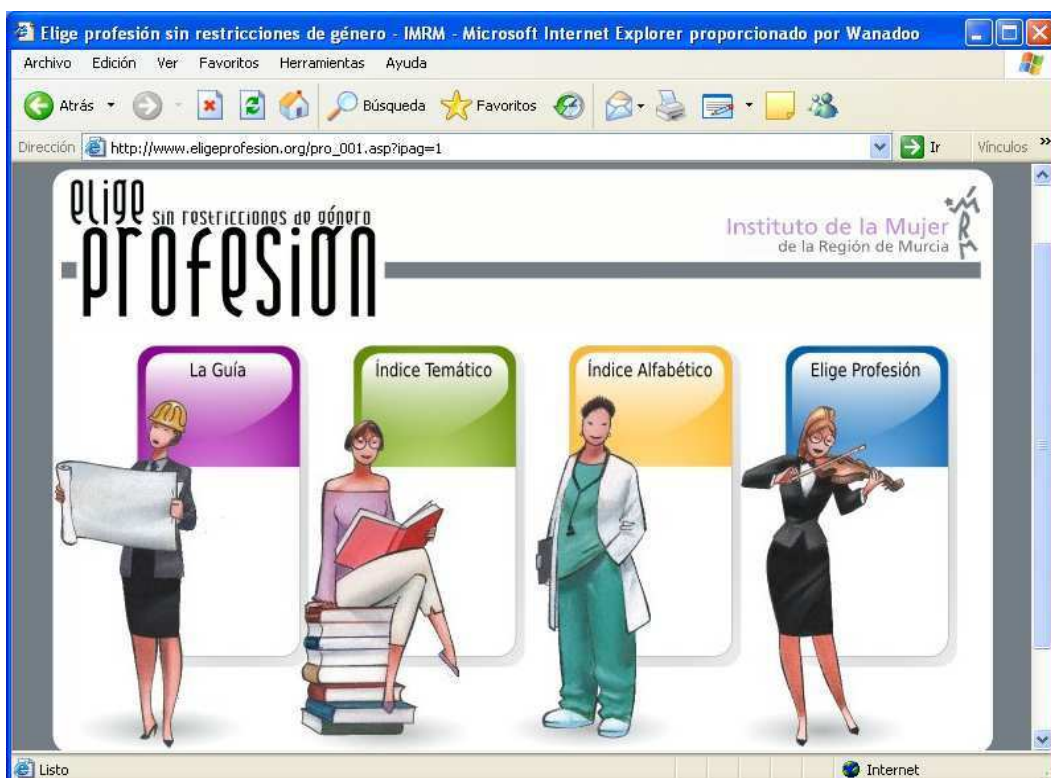 Elige profesión sin restricciones de género - IMRM - Microsoft Internet Explorer proporcionado por Wanadoo
Archivo Edición Ver Favoritos Herramientas Ayuda
Atrás Búsqueda Favoritos
Dirección http://www.eligeprofesion.org/pro_001.asp?ipag=1 Ir Vínculos »
elige sin restricciones de género
profesión
Instituto de la Mujer
de la Región de Murcia
MRM
La Guía Índice Temático Índice Alfabético Elige Profesión
Listo Internet